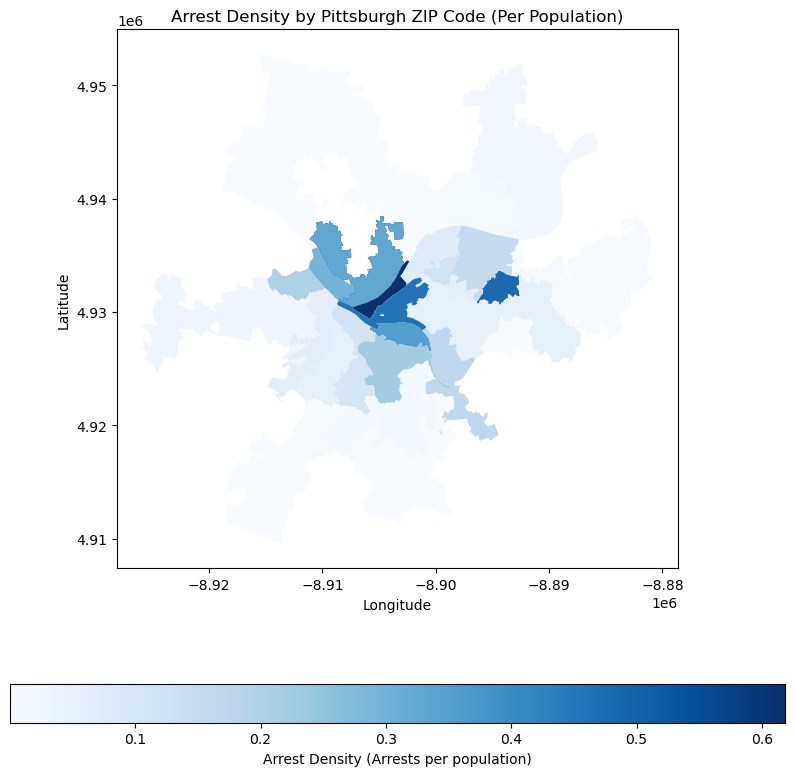 Arrest Density by Pittsburgh ZIP Code (Per Population)
1e6
4.95
4.94
4.93
4.92
4.91
Latitude
−8.92
−8.91
−8.90
−8.89
−8.88
1e6
Longitude
0.1
0.2
0.3
0.4
0.5
0.6
Arrest Density (Arrests per population)